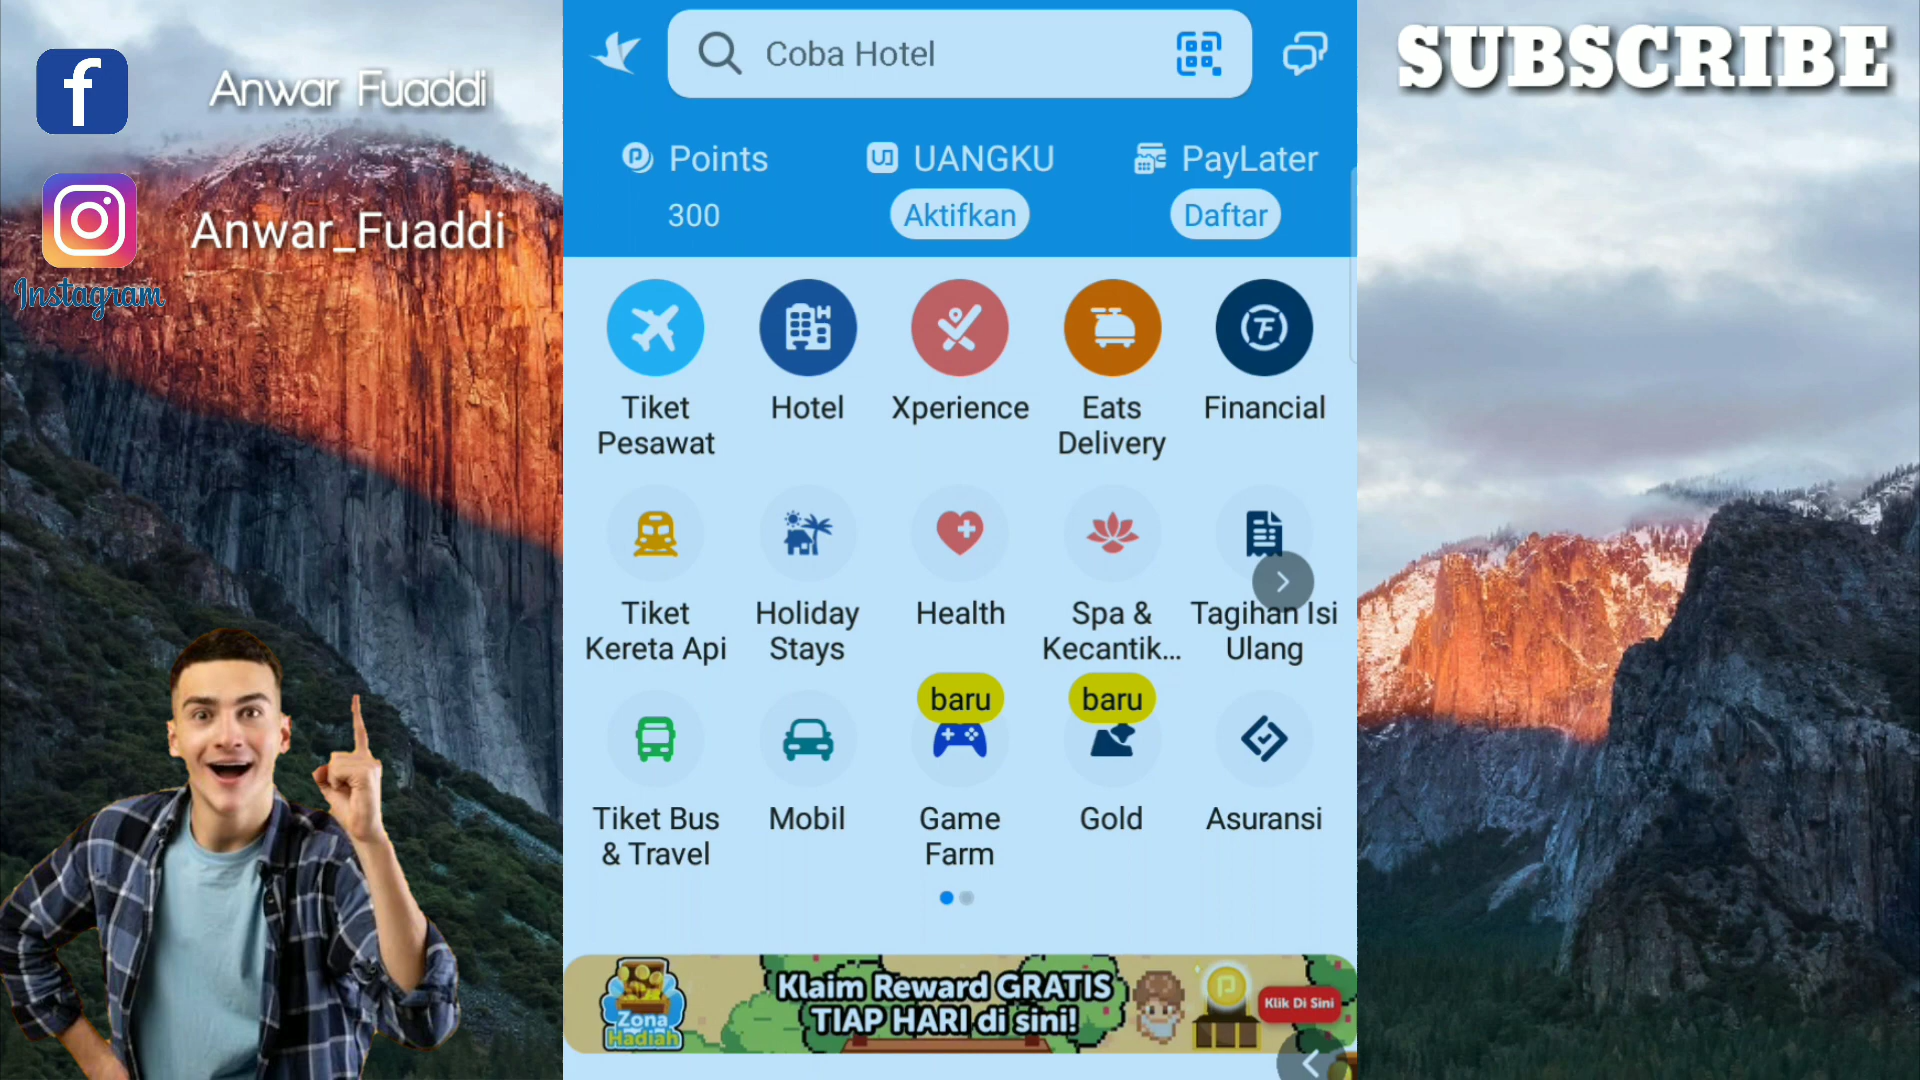 Anwar Fuaddi
Instagram
Anwar_Fuaddi
SUBSCRIBE
Coba Hotel
Points
300
UANGKU
Aktifkan
PayLater
Daftar
Tiket
Pesawat
Hotel
Xperience
Eats
Delivery
Financial
Tiket
Kereta Api
Holiday
Stays
Health
Spa &
Kecantik...
Tagihan Isi
Ulang
Tiket Bus
& Travel
Mobil
baru
Game
Farm
baru
Gold
Asuransi
Zona
Hadiah
Klaim Reward GRATIS
TIAP HARI di sini!
Klik Di Sini